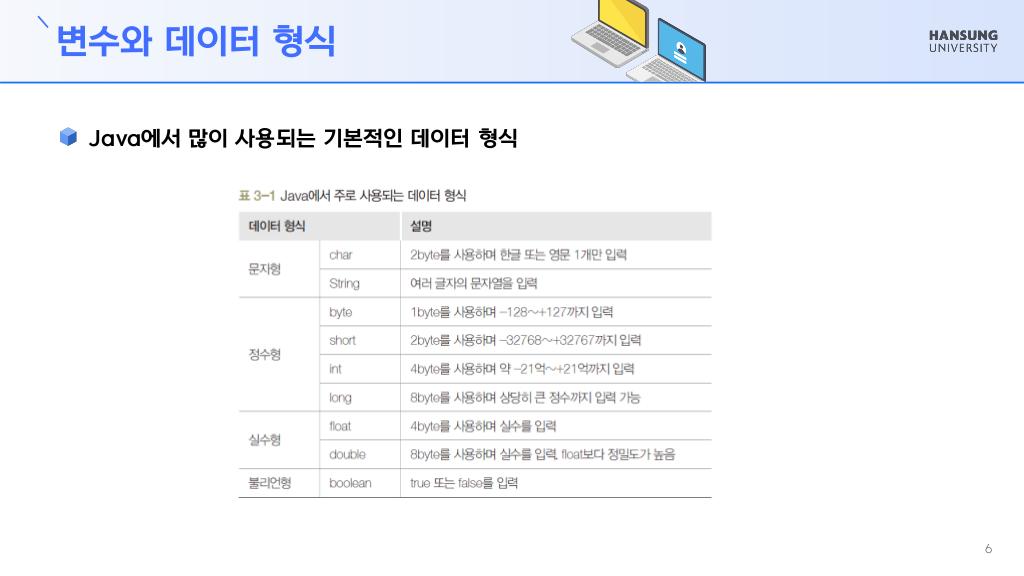 변수와 데이터 형식
HANSUNG
UNIVERSITY
Java에서 많이 사용되는 기본적인 데이터 형식
표 3-1 Java에서 주로 사용되는 데이터 형식
데이터 형식 설명
문자형 char 2byte를 사용하며 한글 또는 영문 1개만 입력
String 여러 글자의 문자열을 입력
정수형 byte 1byte를 사용하며 -128~+127까지 입력
short 2byte를 사용하며 -32768~+32767까지 입력
int 4byte를 사용하며 약 -21억~+21억까지 입력
long 8byte를 사용하며 상당히 큰 정수까지 입력 가능
실수형 float 4byte를 사용하며 실수를 입력
double 8byte를 사용하며 실수를 입력. float보다 정밀도가 높음
불리언형 boolean true 또는 false를 입력
6